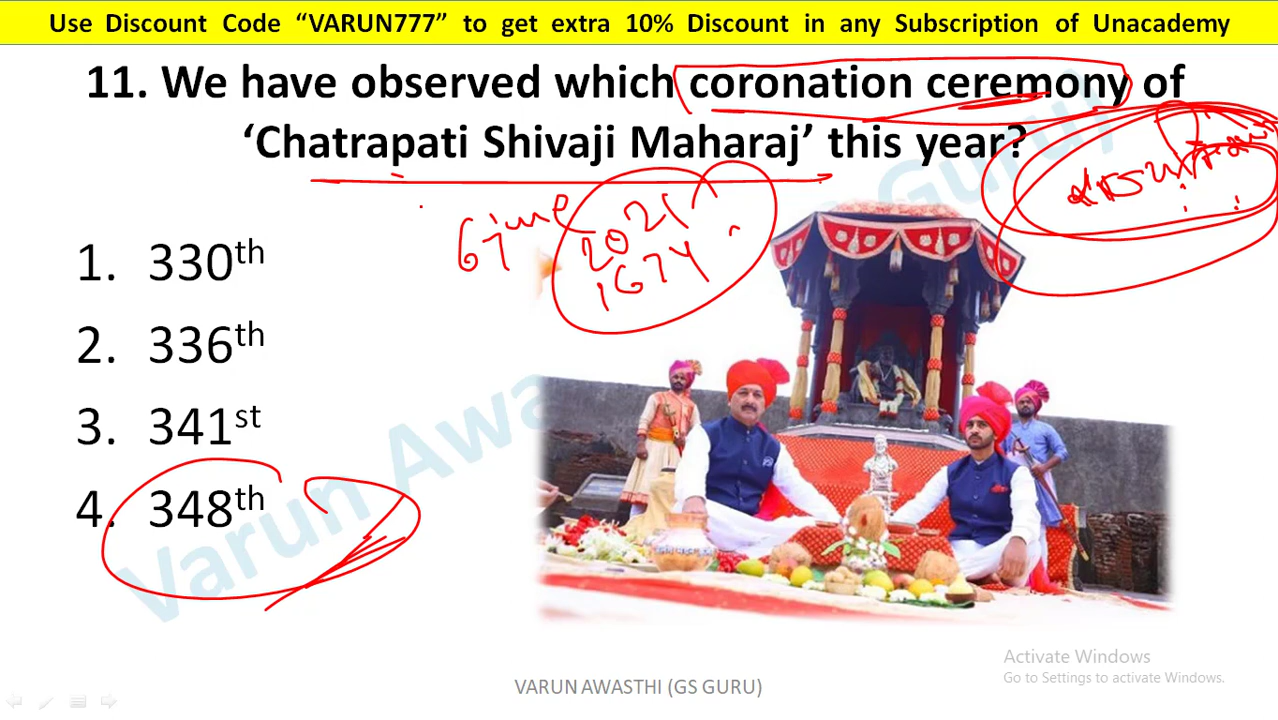 Use Discount Code “VARUN777” to get extra 10% Discount in any Subscription of Unacademy
11. We have observed which coronation ceremony of
‘Chatrapati Shivaji Maharaj’ this year?
2021
1674
1. 330th
2. 336th
3. 341st
4. 348th
Activate Windows
Go to Settings to activate Windows.
VARUN AWASTHI (GS GURU)